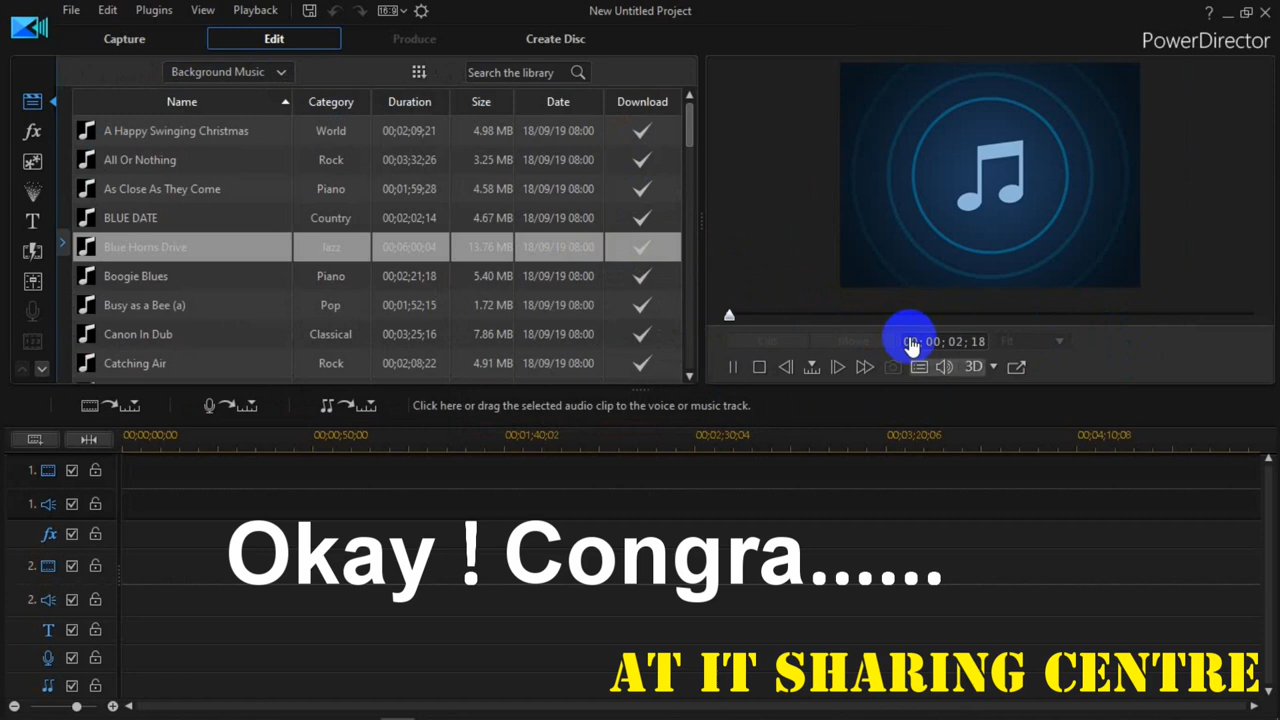 File Edit Plugins View Playback 16:9 New Untitled Project ?
Capture Edit Produce Create Disc PowerDirector
Background Music Search the library
Name Category Duration Size Date Download
A Happy Swinging Christmas World 00;02;09;21 4.98 MB 18/09/19 08:00
All Or Nothing Rock 00;03;32;26 3.25 MB 18/09/19 08:00
As Close As They Come Piano 00;01;59;28 4.58 MB 18/09/19 08:00
BLUE DATE Country 00;02;02;14 4.67 MB 18/09/19 08:00
Blue Horns Drive Jazz 00;06;00;04 13.76 MB 18/09/19 08:00
Boogie Blues Piano 00;02;21;18 5.40 MB 18/09/19 08:00
Busy as a Bee (a) Pop 00;01;52;15 1.72 MB 18/09/19 08:00
Canon In Dub Classical 00;03;25;16 7.86 MB 18/09/19 08:00
Catching Air Rock 00;02;08;22 8.61 MB 18/09/19 08:00
fx
T
Clip Movie 00; 00; 02; 18 Fit
3D
Click here or drag the selected audio clip to the voice or music track.
00;00;00;00 00;00;50;00 00;01;40;02 00;02;30;04 00;03;20;06 00;04;10;08
1.
1.
fx
2.
2.
T
Okay ! Congra......
AT IT SHARING CENTRE